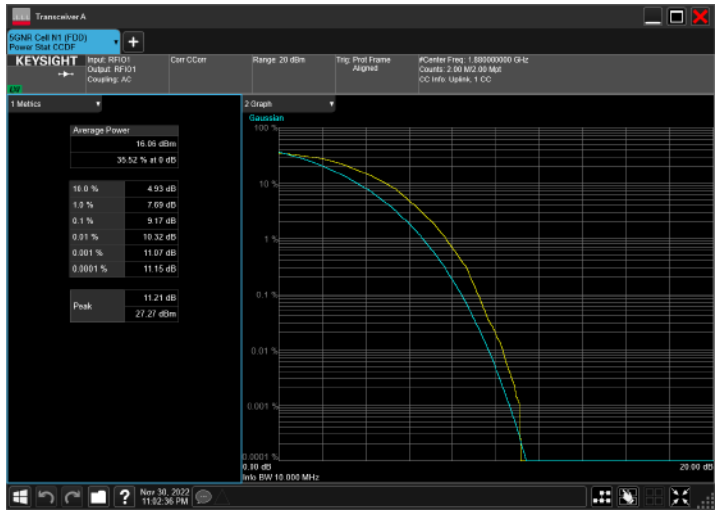 Transceiver A
5GNR Cell N1 (FDD)
Power Stat CCDF
KEYSIGHT
Input: RFIO1
Output: RFIO1
Coupling: AC
Corr CCorr
Range: 20 dBm
Trig: Prot Frame
Aligned
#Center Freq: 1.880000000 GHz
Counts: 2.00 M/2.00 Mpt
CC Info: Uplink, 1 CC
1 Metrics
Average Power
16.06 dBm
35.52 % at 0 dB
10.0 % 4.93 dB
1.0 % 7.69 dB
0.1 % 9.17 dB
0.01 % 10.32 dB
0.001 % 11.07 dB
0.0001 % 11.15 dB
Peak
11.21 dB
27.27 dBm
2 Graph
Gaussian
100 %
10 %
1 %
0.1 %
0.01 %
0.001 %
0.0001 %
0.00 dB
20.00 dB
Info BW 10.000 MHz
?
Nov 30, 2022
11:02:36 PM